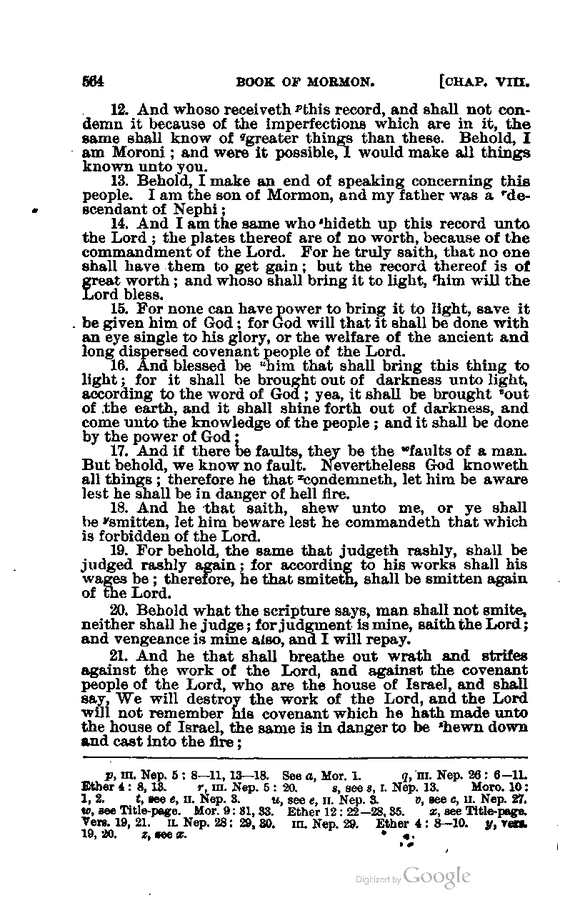 564 BOOK OF MORMON. [CHAP. VIII.
12. And whoso receiveth ᵖthis record, and shall not con-
demn it because of the imperfections which are in it, the
same shall know of ᑫgreater things than these. Behold, I
am Moroni ; and were it possible, I would make all things
known unto you.
13. Behold, I make an end of speaking concerning this
people. I am the son of Mormon, and my father was a ʳde-
scendant of Nephi ;
14. And I am the same who ˢhideth up this record unto
the Lord ; the plates thereof are of no worth, because of the
commandment of the Lord. For he truly saith, that no one
shall have them to get gain ; but the record thereof is of
great worth ; and whoso shall bring it to light, ᵗhim will the
Lord bless.
15. For none can have power to bring it to light, save it
be given him of God ; for God will that it shall be done with
an eye single to his glory, or the welfare of the ancient and
long dispersed covenant people of the Lord.
16. And blessed be ᵘhim that shall bring this thing to
light ; for it shall be brought out of darkness unto light,
according to the word of God ; yea, it shall be brought ᵛout
of the earth, and it shall shine forth out of darkness, and
come unto the knowledge of the people ; and it shall be done
by the power of God ;
17. And if there be faults, they be the ʷfaults of a man.
But behold, we know no fault. Nevertheless God knoweth
all things ; therefore he that ˣcondemneth, let him be aware
lest he shall be in danger of hell fire.
18. And he that saith, shew unto me, or ye shall
be ʸsmitten, let him beware lest he commandeth that which
is forbidden of the Lord.
19. For behold, the same that judgeth rashly, shall be
judged rashly again ; for according to his works shall his
wages be ; therefore, he that smiteth, shall be smitten again
of the Lord.
20. Behold what the scripture says, man shall not smite,
neither shall he judge ; for judgment is mine, saith the Lord ;
and vengeance is mine also, and I will repay.
21. And he that shall breathe out wrath and strifes
against the work of the Lord, and against the covenant
people of the Lord, who are the house of Israel, and shall
say, We will destroy the work of the Lord, and the Lord
will not remember his covenant which he hath made unto
the house of Israel, the same is in danger to be ᶻhewn down
and cast into the fire ;
p, III. Nep. 5 : 8—11, 13—18. See a, Mor. 1. q, III. Nep. 26 : 6—11.
Ether 4 : 8, 13. r, III. Nep. 5 : 20. s, see s, I. Nep. 13. Moro. 10 :
1, 2. t, see e, II. Nep. 3. u, see e, II. Nep. 3. v, see c, II. Nep. 27.
w, see Title-page. Mor. 9 : 31, 33. Ether 12 : 22—28, 35. x, see Title-page.
Vers. 19, 21. II. Nep. 28 : 29, 30. III. Nep. 29. Ether 4 : 8—10. y, vers.
19, 20. z, see x.
Digitized by Google